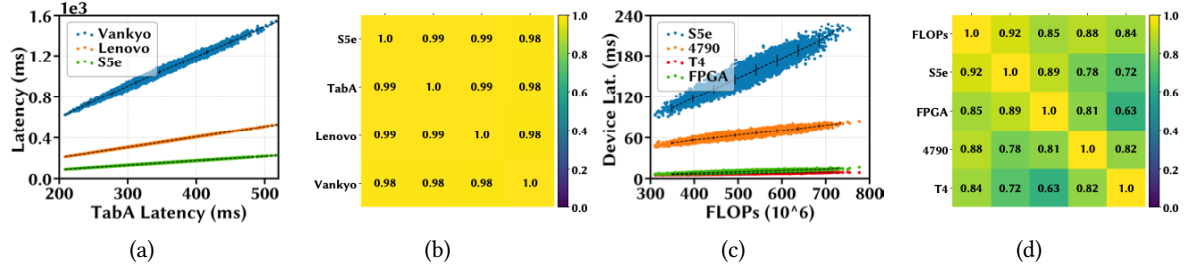 1e3
1.6
1.2
0.8
0.4
0.0
Latency (ms)
Vankyo
Lenovo
S5e
200 300 400 500
TabA Latency (ms)
(a)
S5e 1.0 0.99 0.99 0.98
TabA 0.99 1.0 0.99 0.98
Lenovo 0.99 0.99 1.0 0.98
Vankyo 0.98 0.98 0.98 1.0
1.0
0.8
0.6
0.4
0.2
0.0
(b)
240
180
120
60
0
Device Lat. (ms)
S5e
4790
T4
FPGA
300 400 500 600 700 800
FLOPs (10^6)
(c)
FLOPs 1.0 0.92 0.85 0.88 0.84
S5e 0.92 1.0 0.89 0.78 0.72
FPGA 0.85 0.89 1.0 0.81 0.63
4790 0.88 0.78 0.81 1.0 0.82
T4 0.84 0.72 0.63 0.82 1.0
1.0
0.8
0.6
0.4
0.2
0.0
(d)